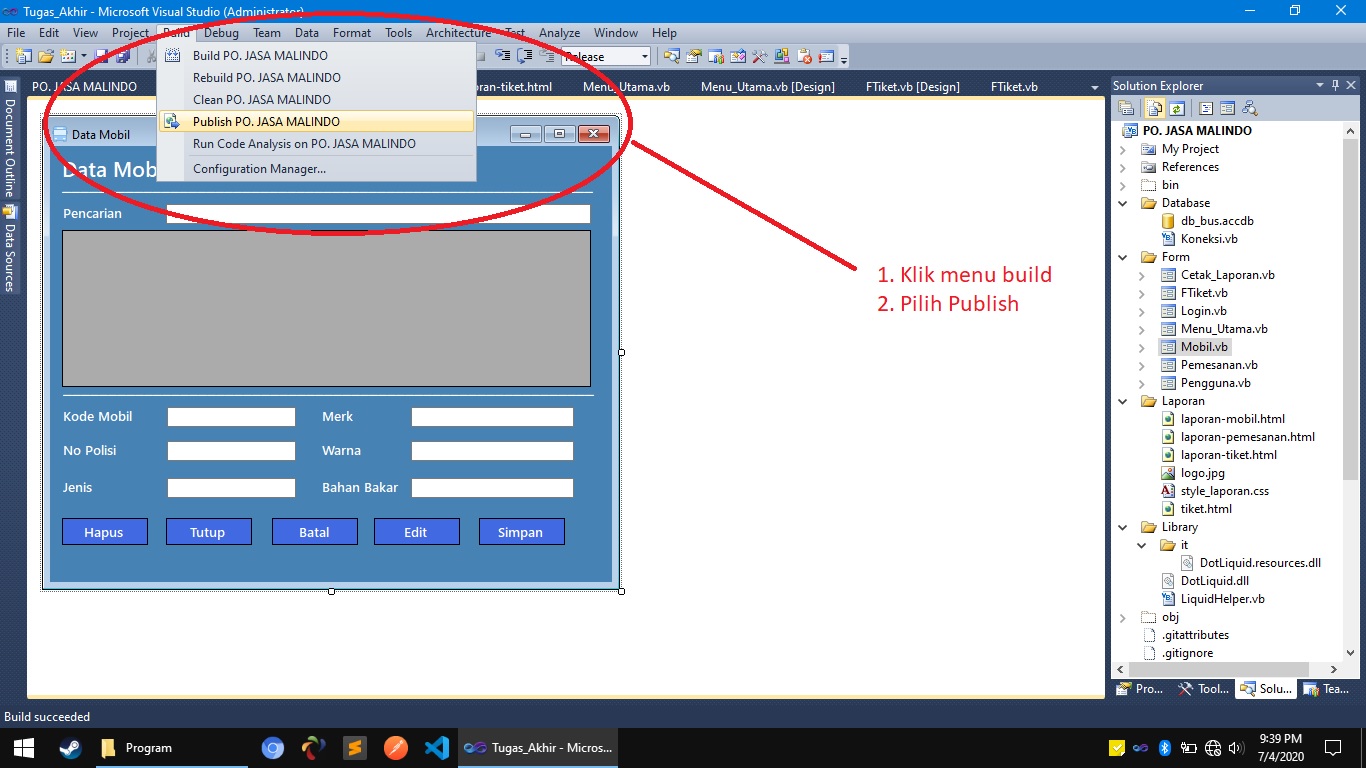 Tugas_Akhir - Microsoft Visual Studio (Administrator)
File Edit View Project Build Debug Team Data Format Tools Architecture Test Analyze Window Help
Release
Build PO. JASA MALINDO
Rebuild PO. JASA MALINDO
Clean PO. JASA MALINDO
Publish PO. JASA MALINDO
Run Code Analysis on PO. JASA MALINDO
Configuration Manager...
PO. JASA MALINDO
an-tiket.html Menu_Utama.vb Menu_Utama.vb [Design] FTiket.vb [Design] FTiket.vb
Document Outline
Data Sources
Data Mobil
Data Mob
Pencarian
Kode Mobil
Merk
No Polisi
Warna
Jenis
Bahan Bakar
Hapus Tutup Batal Edit Simpan
1. Klik menu build
2. Pilih Publish
Solution Explorer
PO. JASA MALINDO
My Project
References
bin
Database
db_bus.accdb
Koneksi.vb
Form
Cetak_Laporan.vb
FTiket.vb
Login.vb
Menu_Utama.vb
Mobil.vb
Pemesanan.vb
Pengguna.vb
Laporan
laporan-mobil.html
laporan-pemesanan.html
laporan-tiket.html
logo.jpg
style_laporan.css
tiket.html
Library
it
DotLiquid.resources.dll
DotLiquid.dll
LiquidHelper.vb
obj
.gitattributes
.gitignore
Pro... Tool... Solu... Tea...
Build succeeded
Program
Tugas_Akhir - Micros...
9:39 PM
7/4/2020